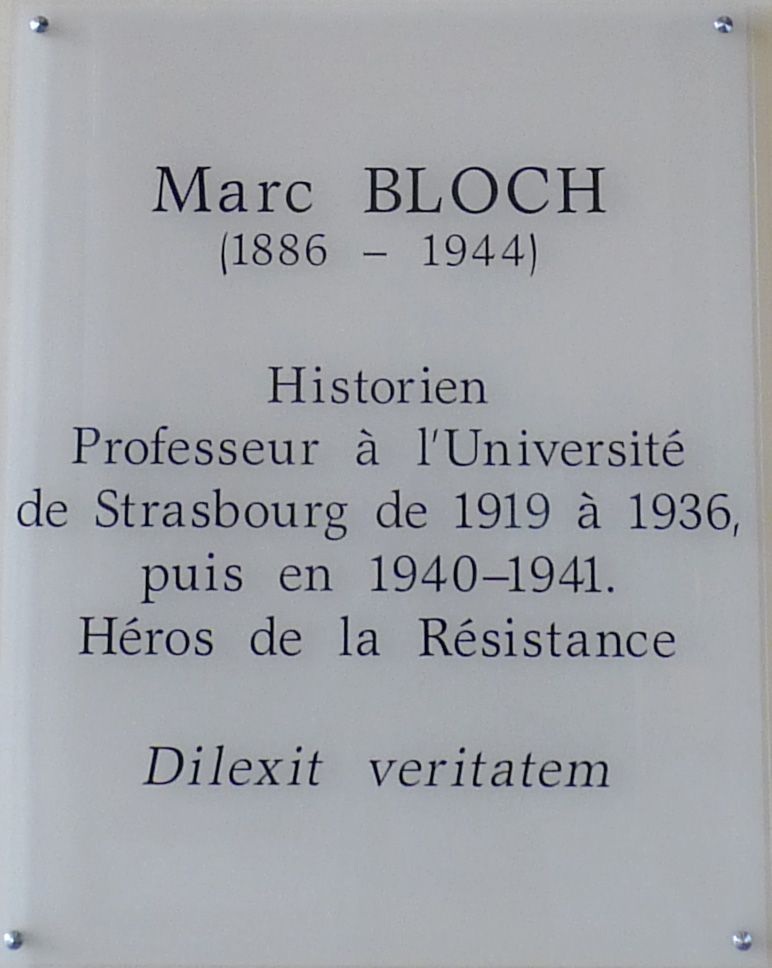 Marc BLOCH
(1886 – 1944)
Historien
Professeur à l'Université
de Strasbourg de 1919 à 1936,
puis en 1940–1941.
Héros de la Résistance
Dilexit veritatem